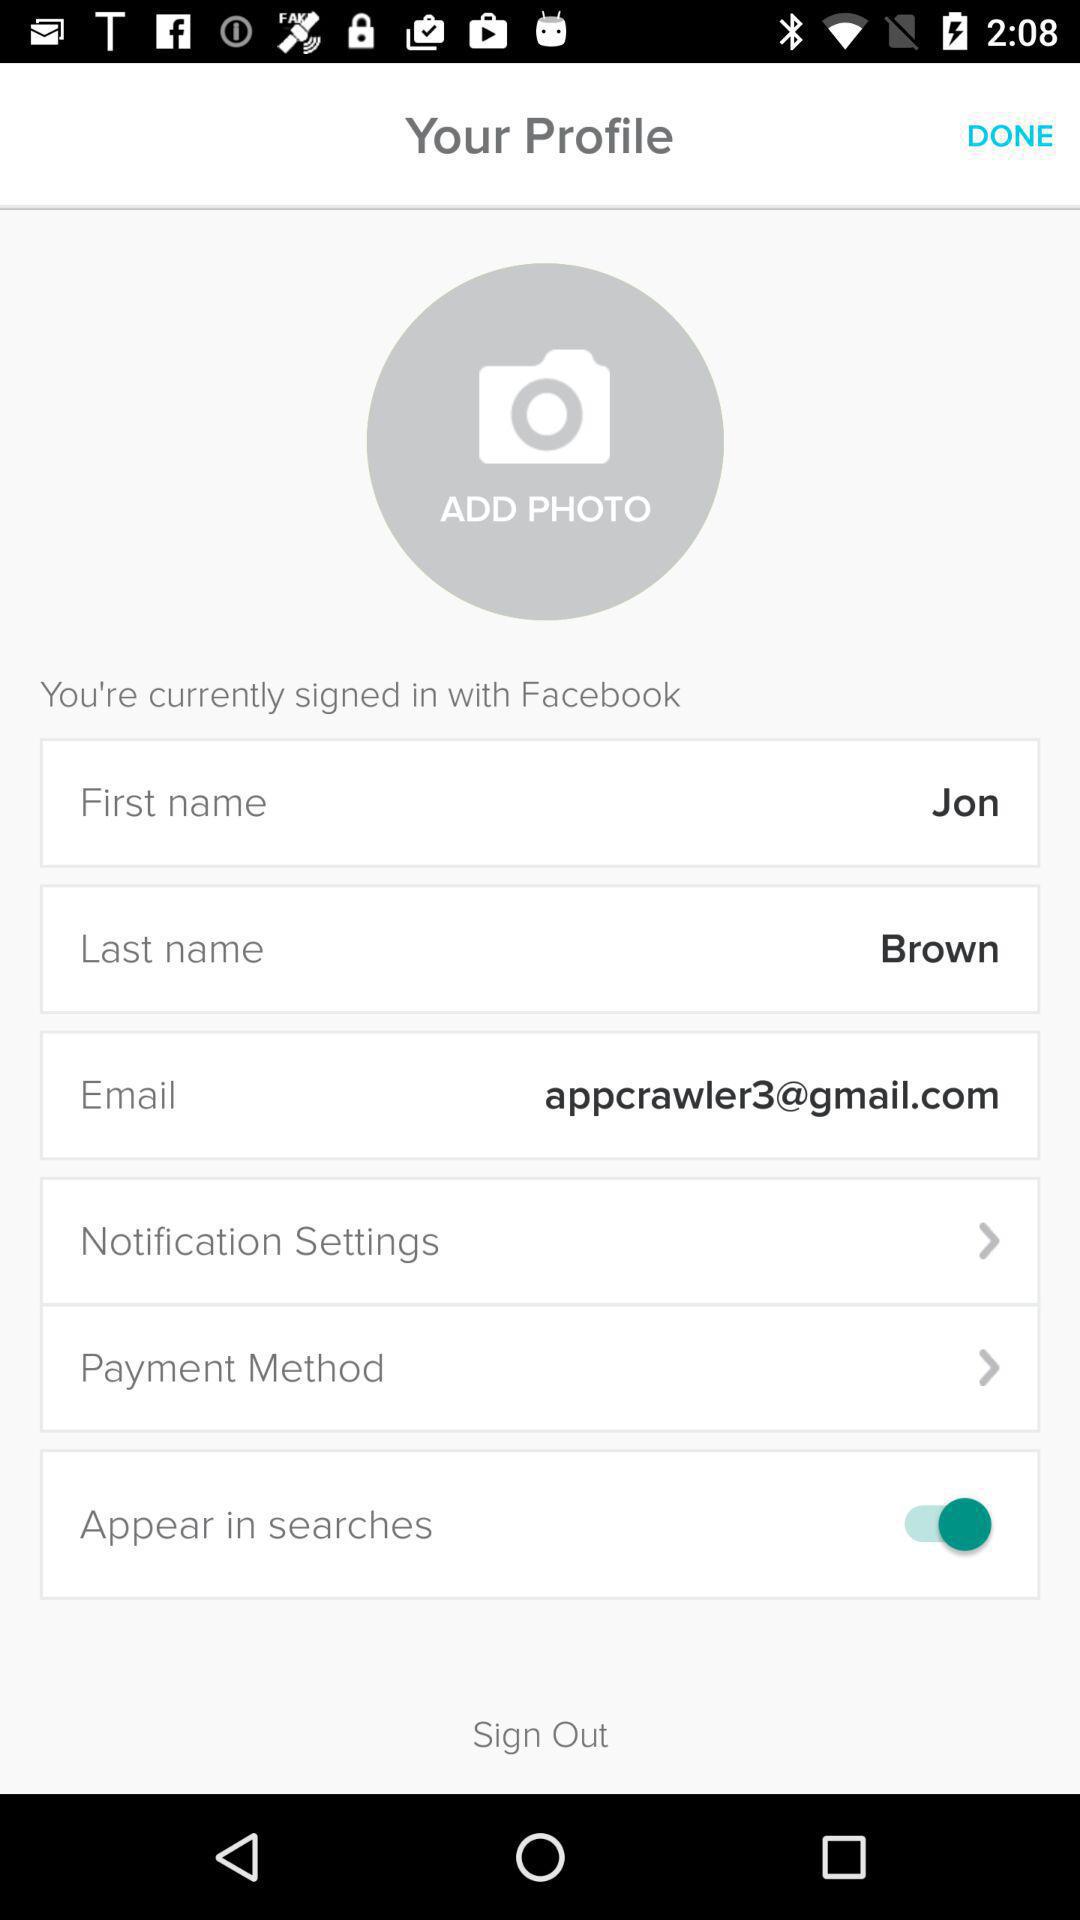 FAKE
2:08
Your Profile
DONE
ADD PHOTO
You're currently signed in with Facebook
First name Jon
Last name Brown
Email appcrawler3@gmail.com
Notification Settings
Payment Method
Appear in searches
Sign Out